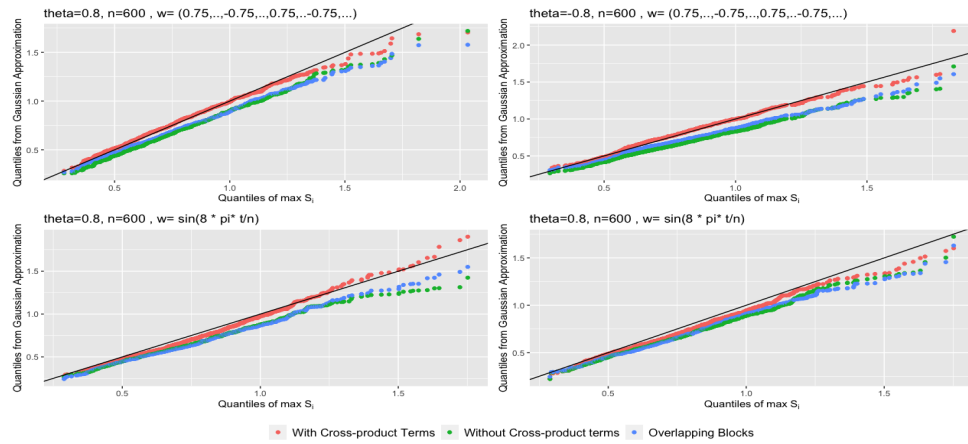 theta=0.8, n=600 , w= (0.75,..,-0.75,..,0.75,..-0.75,...)
Quantiles from Gaussian Approximation
1.5
1.0
0.5
0.5
1.0
1.5
2.0
Quantiles of max Si
theta=-0.8, n=600 , w= (0.75,..,-0.75,..,0.75,..-0.75,...)
Quantiles from Gaussian Approximation
2.0
1.5
1.0
0.5
0.5
1.0
1.5
Quantiles of max Si
theta=0.8, n=600 , w= sin(8 * pi* t/n)
Quantiles from Gaussian Approximation
1.5
1.0
0.5
0.5
1.0
1.5
Quantiles of max Si
theta=0.8, n=600 , w= sin(8 * pi* t/n)
Quantiles from Gaussian Approximation
1.5
1.0
0.5
0.5
1.0
1.5
Quantiles of max Si
With Cross-product Terms
Without Cross-product terms
Overlapping Blocks